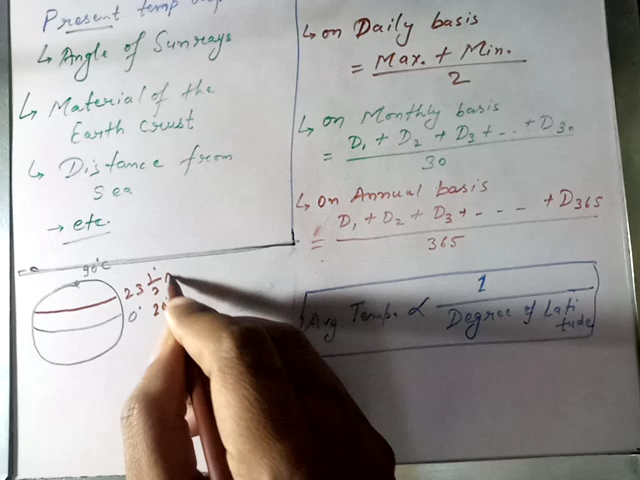 Present temp
↳ Angle of Sunrays
↳ Material of the
Earth crust
↳ Distance from
sea
→ etc.
↳ on Daily basis
= Max. + Min. / 2
↳ on Monthly basis
= D1 + D2 + D3 + - - + D30 / 30
↳ on Annual basis
= D1 + D2 + D3 + - - - + D365 / 365
90°C
23 1/2
0°
Avg Temp. ∝ 1 / Degree of Lati
tude